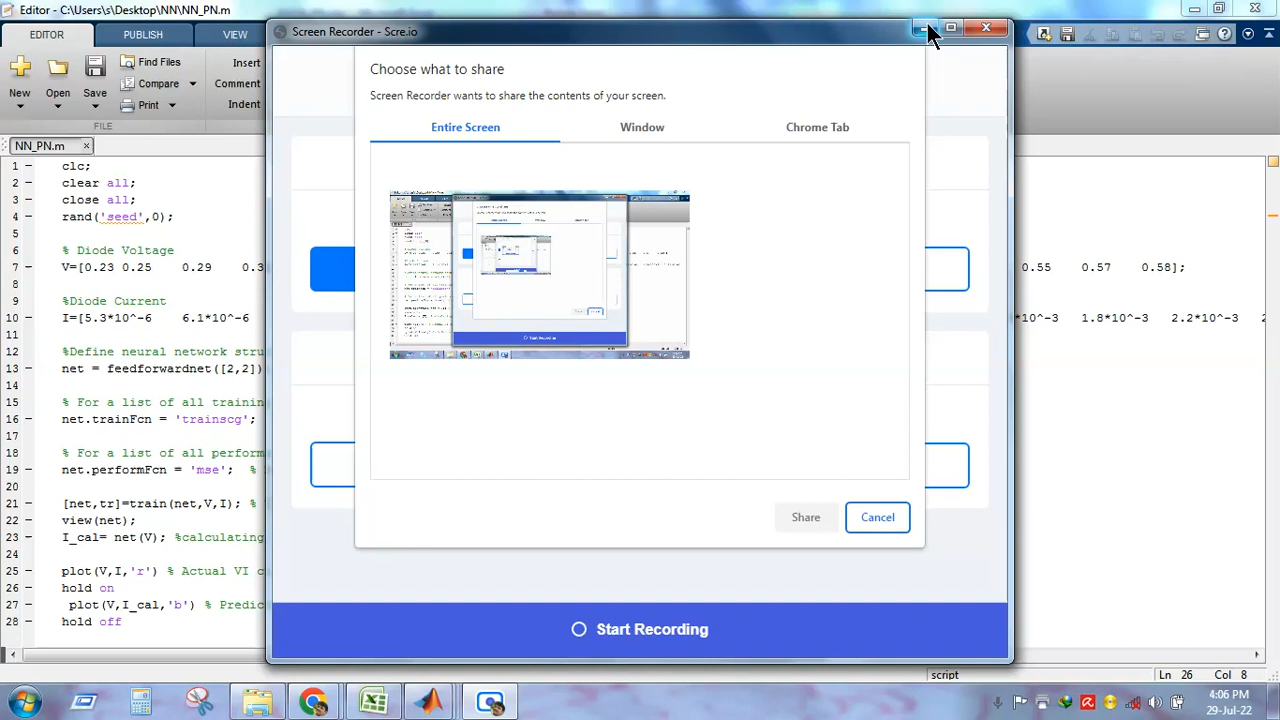 Editor - C:\Users\s\Desktop\NN\NN_PN.m
EDITOR PUBLISH VIEW
New Open Save
Find Files
Compare
Print
Insert
Comment
Indent
FILE
NN_PN.m
1 clc;
2 clear all;
3 close all;
4 rand('seed',0);
5
6 % Diode Voltage
7 V=[0.23 0.25 0.29 0.3 0.55 0.57 0.58];
8
9 %Diode Current
10 I=[5.3*10^-6 6.1*10^-6 *10^-3 1.8*10^-3 2.2*10^-3 2
11
12 %Define neural network stru
13 net = feedforwardnet([2,2])
14
15 % For a list of all trainin
16 net.trainFcn = 'trainscg';
17
18 % For a list of all perform
19 net.performFcn = 'mse'; %
20
21 [net,tr]=train(net,V,I); %
22 view(net);
23 I_cal= net(V); %calculating
24
25 plot(V,I,'r') % Actual VI c
26 hold on
27 plot(V,I_cal,'b') % Predic
28 hold off
Screen Recorder - Scre.io
Choose what to share
Screen Recorder wants to share the contents of your screen.
Entire Screen Window Chrome Tab
Share Cancel
Start Recording
script Ln 26 Col 8
4:06 PM
29-Jul-22